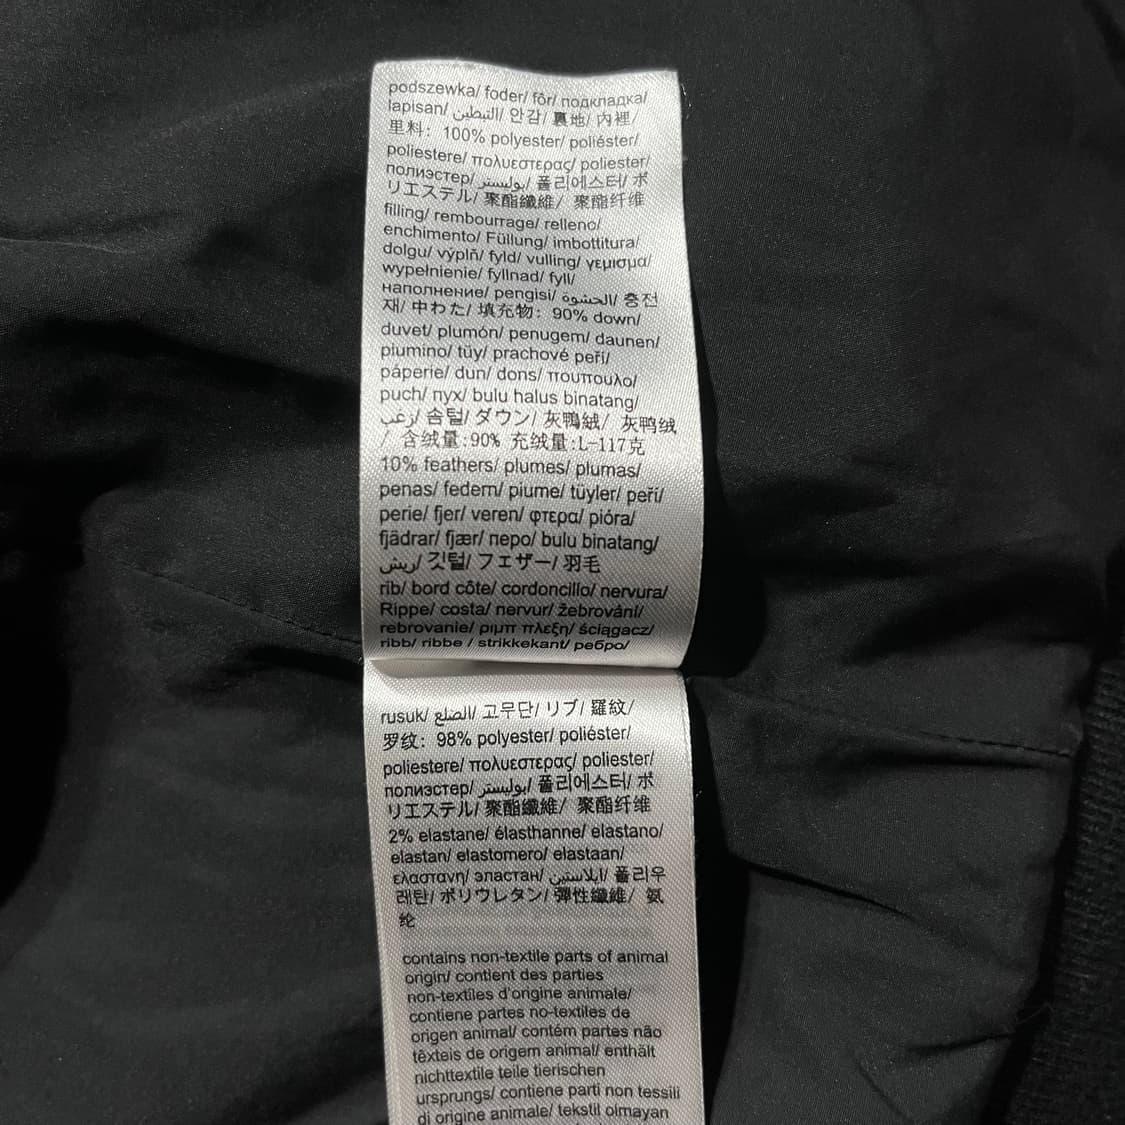 podszewka/ foder/ fôr/ подкладка/
lapisan/ التبطين/ 안감/ 裏地/ 內裡/
里料: 100% polyester/ poliéster/
poliestere/ πολυεστερας/ poliester/
полиэстер/ بوليستر/ 폴리에스터/ ポ
リエステル/ 聚酯纖維/ 聚酯纤维
filling/ rembourrage/ relleno/
enchimento/ Füllung/ imbottitura/
dolgu/ výplň/ fyld/ vulling/ γεμισμα/
wypełnienie/ fyllnad/ fyll/
наполнение/ pengisi/ الحشوة/ 충전
재/ 中わた/ 填充物: 90% down/
duvet/ plumón/ penugem/ daunen/
piumino/ tüy/ prachové peří/
páperie/ dun/ dons/ πουπουλο/
puch/ пух/ bulu halus binatang/
زغب/ 솜털/ ダウン/ 灰鴨絨/ 灰鸭绒
/ 含绒量:90% 充绒量:L-117克
10% feathers/ plumes/ plumas/
penas/ federn/ piume/ tüyler/ peří/
perie/ fjer/ veren/ φτερα/ pióra/
fjädrar/ fjær/ перо/ bulu binatang/
ريش/ 깃털/ フェザー/ 羽毛
rib/ bord côte/ cordoncillo/ nervura/
Rippe/ costa/ nervur/ žebrování/
rebrovanie/ ριμπ πλεξη/ ściągacz/
ribb/ ribbe / strikkekant/ ребро/
rusuk/ الضلع/ 고무단/ リブ/ 羅紋/
罗纹: 98% polyester/ poliéster/
poliestere/ πολυεστερας/ poliester/
полиэстер/ بوليستر/ 폴리에스터/ ポ
リエステル/ 聚酯纖維/ 聚酯纤维
2% elastane/ élasthanne/ elastano/
elastan/ elastomero/ elastaan/
ελαστανη/ эластан/ ايلاستين/ 폴리우
레탄/ ポリウレタン/ 彈性纖維/ 氨
纶
contains non-textile parts of animal
origin/ contient des parties
non-textiles d'origine animale/
contiene partes no-textiles de
origen animal/ contém partes não
têxteis de origem animal/ enthält
nichttextile teile tierischen
ursprungs/ contiene parti non tessili
di origine animale/ tekstil olmayan